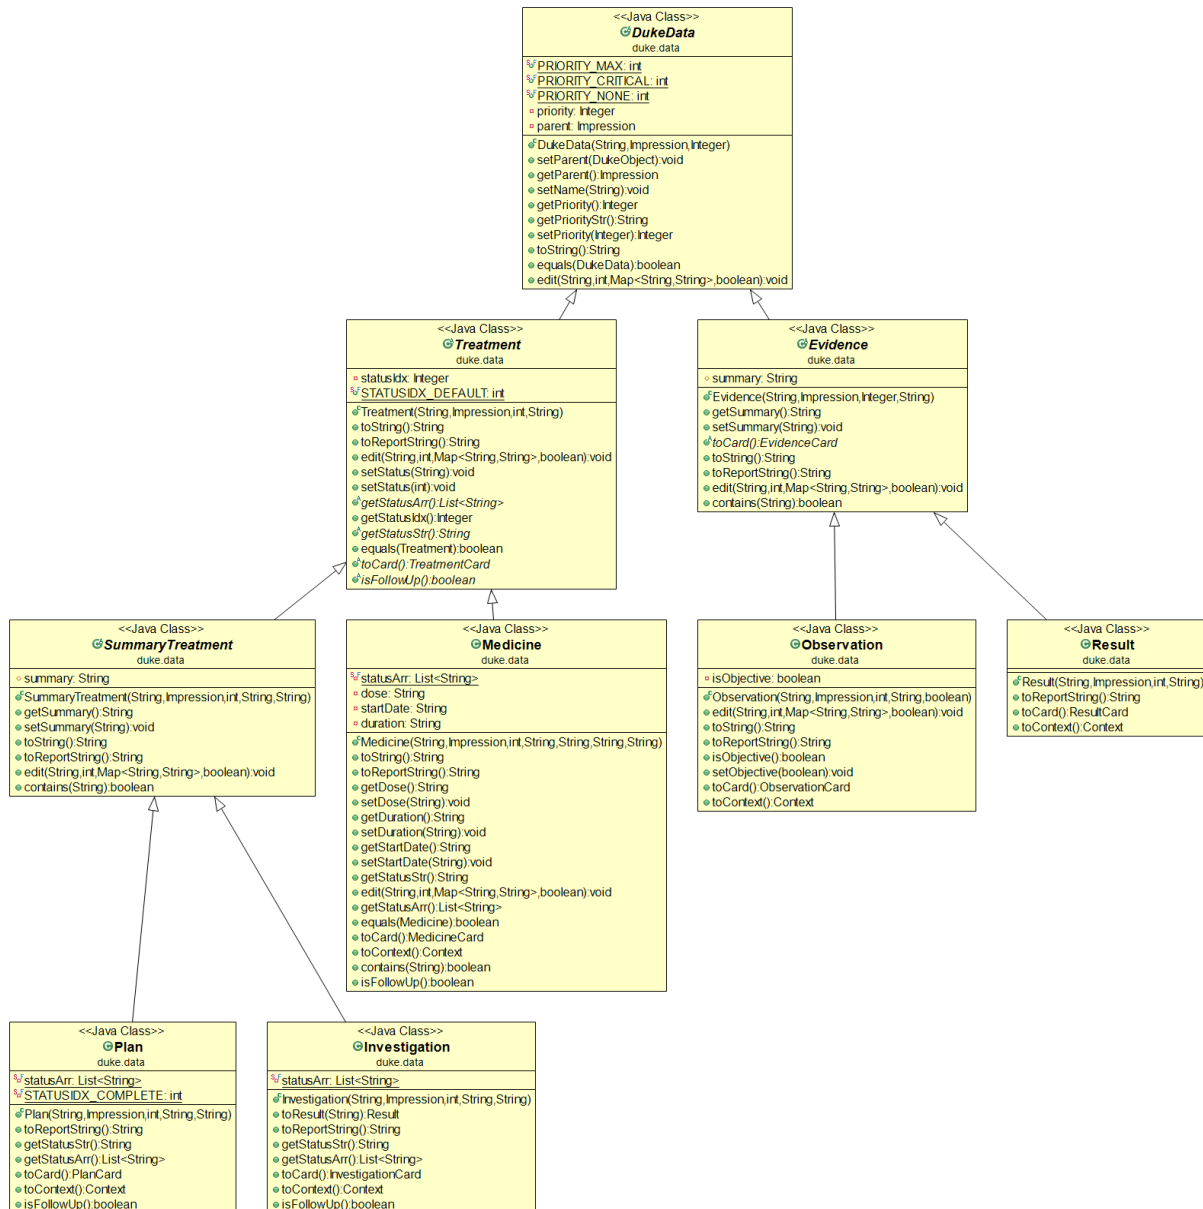 <<Java Class>>
DukeData
duke.data
PRIORITY_MAX: int
PRIORITY_CRITICAL: int
PRIORITY_NONE: int
priority: Integer
parent: Impression
DukeData(String,Impression,Integer)
setParent(DukeObject):void
getParent():Impression
setName(String):void
getPriority():Integer
getPriorityStr():String
setPriority(Integer):Integer
toString():String
equals(DukeData):boolean
edit(String,int,Map<String,String>,boolean):void
<<Java Class>>
Treatment
duke.data
statusIdx: Integer
STATUSIDX_DEFAULT: int
Treatment(String,Impression,int,String)
toString():String
toReportString():String
edit(String,int,Map<String,String>,boolean):void
setStatus(String):void
setStatus(int):void
getStatusArr():List<String>
getStatusIdx():Integer
getStatusStr():String
equals(Treatment):boolean
toCard():TreatmentCard
isFollowUp():boolean
<<Java Class>>
Evidence
duke.data
summary: String
Evidence(String,Impression,Integer,String)
getSummary():String
setSummary(String):void
toCard():EvidenceCard
toString():String
toReportString():String
edit(String,int,Map<String,String>,boolean):void
contains(String):boolean
<<Java Class>>
SummaryTreatment
duke.data
summary: String
SummaryTreatment(String,Impression,int,String,String)
getSummary():String
setSummary(String):void
toString():String
toReportString():String
edit(String,int,Map<String,String>,boolean):void
contains(String):boolean
<<Java Class>>
Medicine
duke.data
statusArr: List<String>
dose: String
startDate: String
duration: String
Medicine(String,Impression,int,String,String,String,String)
toString():String
toReportString():String
getDose():String
setDose(String):void
getDuration():String
setDuration(String):void
getStartDate():String
setStartDate(String):void
getStatusStr():String
edit(String,int,Map<String,String>,boolean):void
getStatusArr():List<String>
equals(Medicine):boolean
toCard():MedicineCard
toContext():Context
contains(String):boolean
isFollowUp():boolean
<<Java Class>>
Observation
duke.data
isObjective: boolean
Observation(String,Impression,int,String,boolean)
edit(String,int,Map<String,String>,boolean):void
toString():String
toReportString():String
isObjective():boolean
setObjective(boolean):void
toCard():ObservationCard
toContext():Context
<<Java Class>>
Result
duke.data
Result(String,Impression,int,String)
toReportString():String
toCard():ResultCard
toContext():Context
<<Java Class>>
Plan
duke.data
statusArr: List<String>
STATUSIDX_COMPLETE: int
Plan(String,Impression,int,String,String)
toReportString():String
getStatusStr():String
getStatusArr():List<String>
toCard():PlanCard
toContext():Context
isFollowUp():boolean
<<Java Class>>
Investigation
duke.data
statusArr: List<String>
Investigation(String,Impression,int,String,String)
toResult(String):Result
toReportString():String
getStatusStr():String
getStatusArr():List<String>
toCard():InvestigationCard
toContext():Context
isFollowUp():boolean